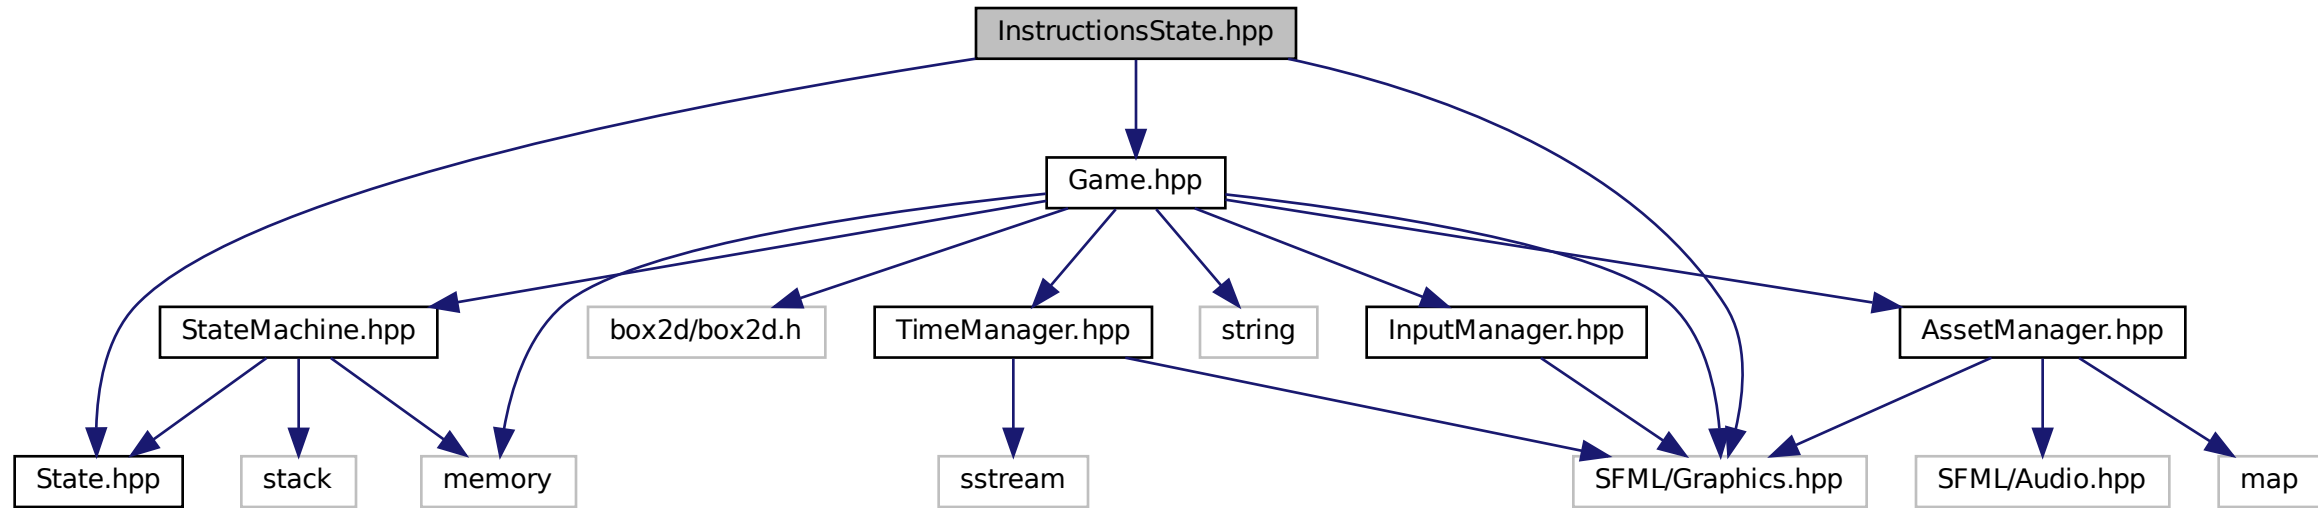 InstructionsState.hpp
Game.hpp
StateMachine.hpp
box2d/box2d.h
TimeManager.hpp
string
InputManager.hpp
AssetManager.hpp
State.hpp
stack
memory
sstream
SFML/Graphics.hpp
SFML/Audio.hpp
map